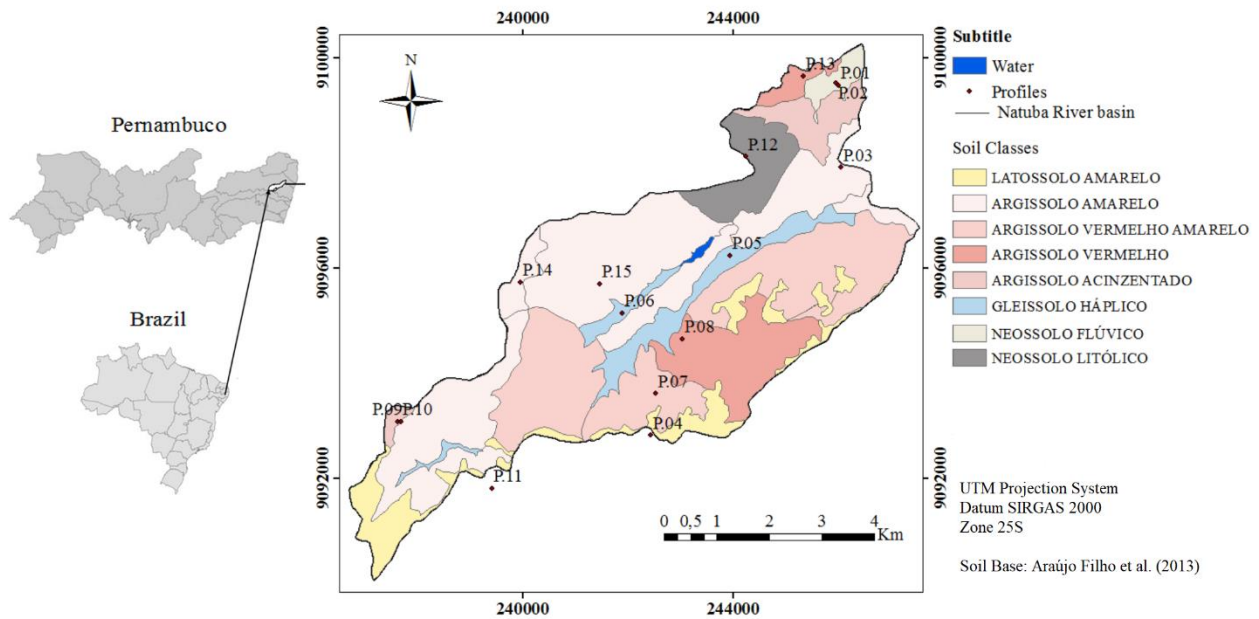 Pernambuco
Brazil
240000
244000
9100000
9096000
9092000
N
P.13
P.01
P.02
P.12
P.03
P.05
P.14
P.15
P.06
P.08
P.07
P.09
P.10
P.04
P.11
0 0,5 1 2 3 4
Km
9100000
9096000
9092000
240000
244000
Subtitle
Water
Profiles
Natuba River basin
Soil Classes
LATOSSOLO AMARELO
ARGISSOLO AMARELO
ARGISSOLO VERMELHO AMARELO
ARGISSOLO VERMELHO
ARGISSOLO ACINZENTADO
GLEISSOLO HÁPLICO
NEOSSOLO FLÚVICO
NEOSSOLO LITÓLICO
UTM Projection System
Datum SIRGAS 2000
Zone 25S
Soil Base: Araújo Filho et al. (2013)